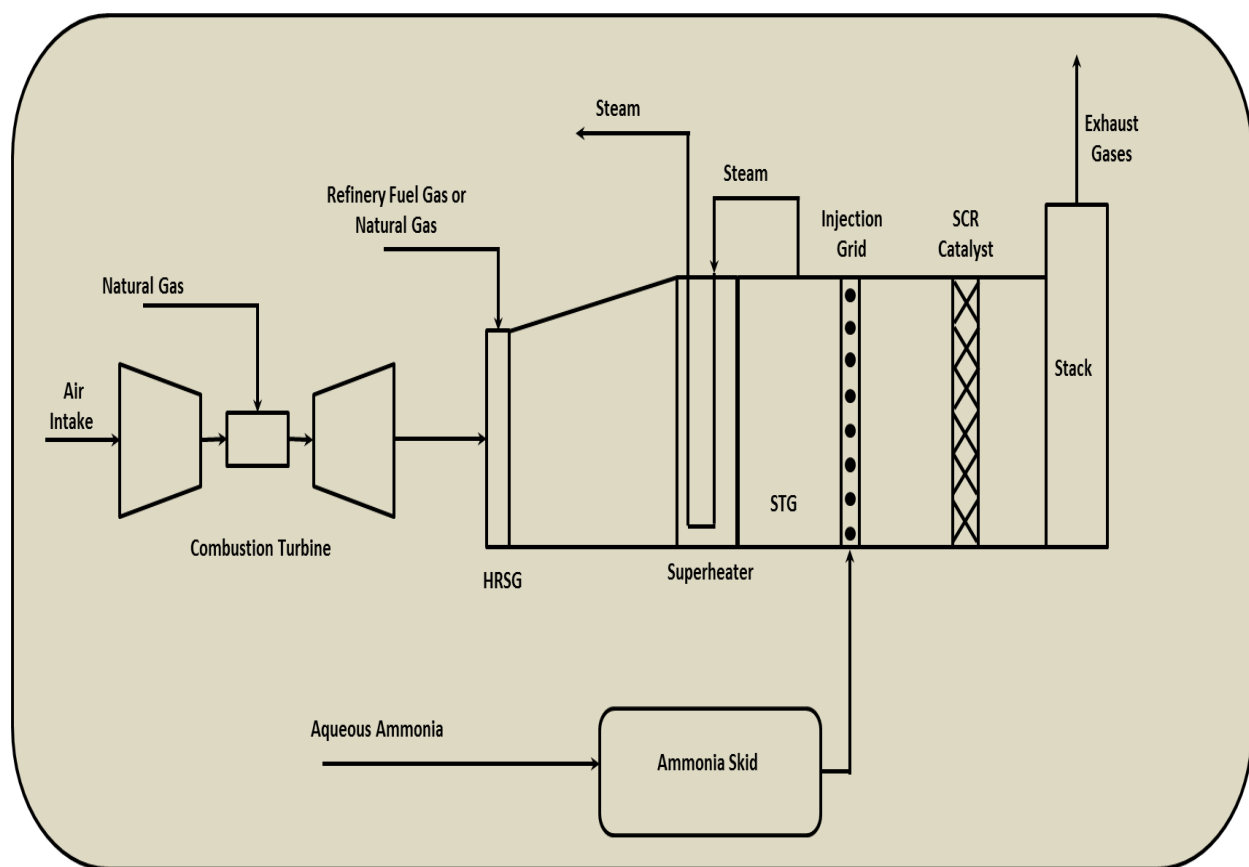 Steam
Exhaust
Gases
Steam
Refinery Fuel Gas or
Natural Gas
Injection
Grid
SCR
Catalyst
Natural Gas
Air
Intake
Stack
STG
Combustion Turbine
HRSG
Superheater
Aqueous Ammonia
Ammonia Skid